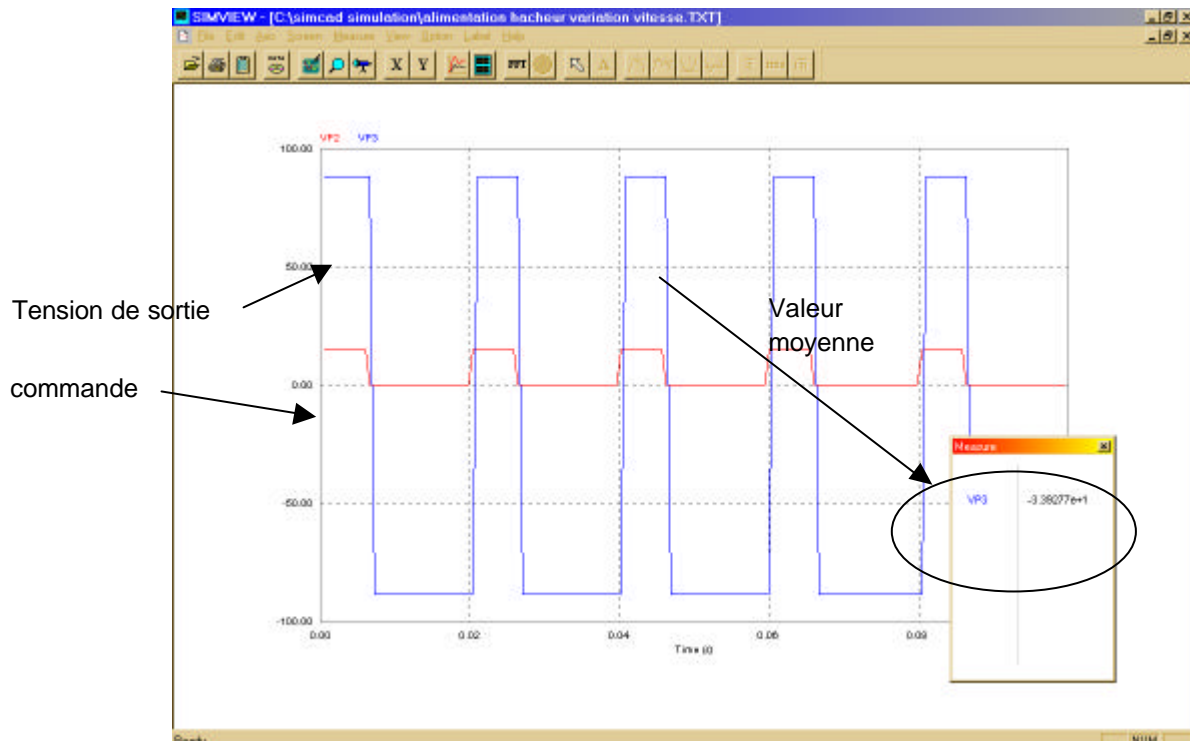 SIMVIEW - [C:\simcad simulation\alimentation hacheur variation vitesse.TXT]
File Edit Axis Screen Measure View Option Label Help
X Y FFT
VP2 VP3
100.00
50.00
0.00
-50.00
-100.00
0.00 0.02 0.04 0.06 0.08
Time (s)
Tension de sortie
commande
Valeur
moyenne
Measure
VP3 -3.39277e+1
Ready NUM